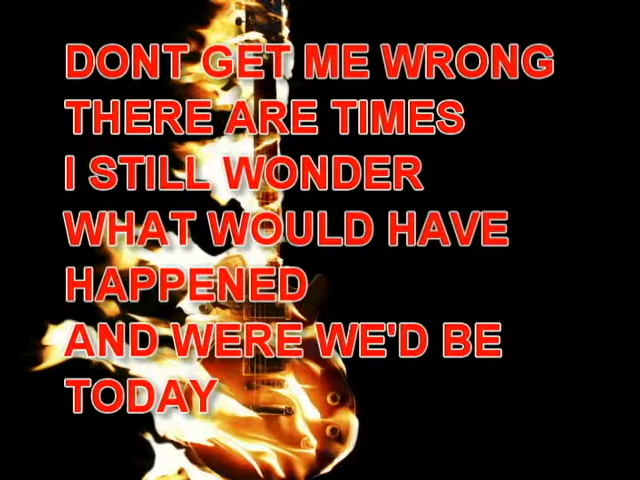 DONT GET ME WRONG
THERE ARE TIMES
I STILL WONDER
WHAT WOULD HAVE
HAPPENED
AND WERE WE'D BE
TODAY